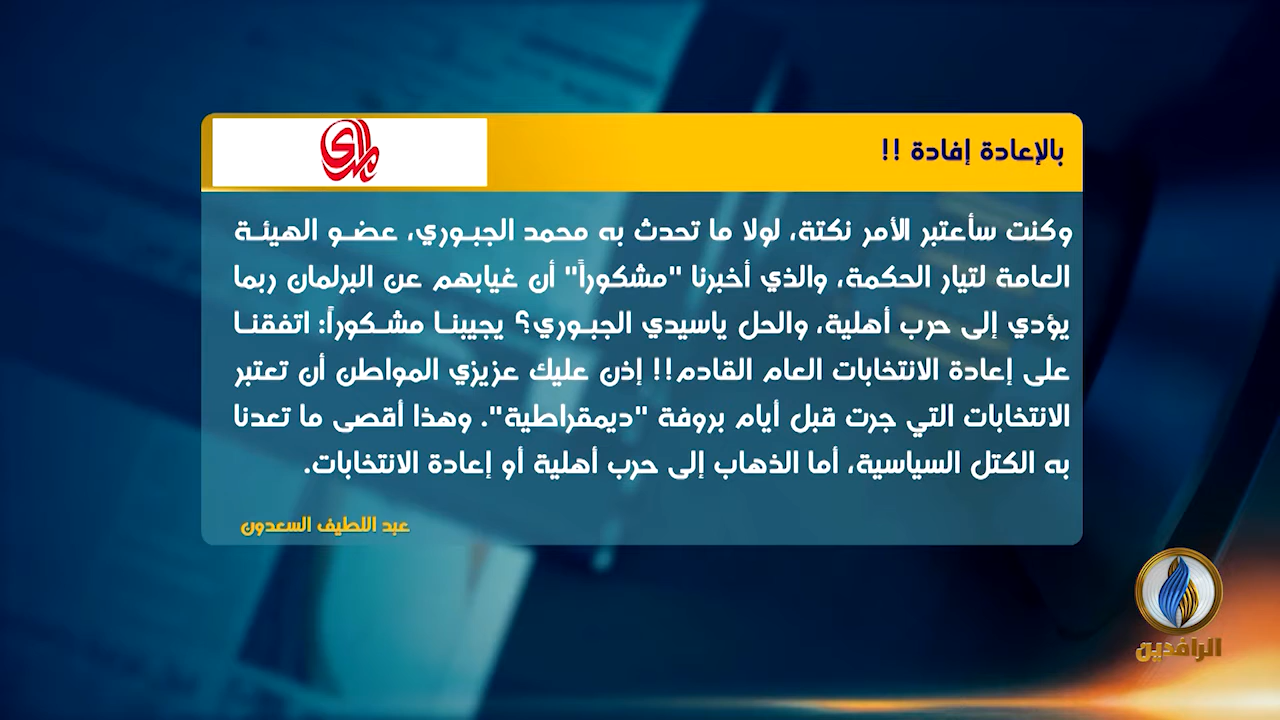 بالإعادة إفادة !!
المدى
وكنت سأعتبر الأمر نكتة، لولا ما تحدث به محمد الجبوري، عضو الهيئة
العامة لتيار الحكمة، والذي أخبرنا "مشكوراً" أن غيابهم عن البرلمان ربما
يؤدي إلى حرب أهلية، والحل ياسيدي الجبوري؟ يجيبنا مشكوراً: اتفقنا
على إعادة الانتخابات العام القادم!! إذن عليك عزيزي المواطن أن تعتبر
الانتخابات التي جرت قبل أيام بروفة "ديمقراطية". وهذا أقصى ما تعدنا
به الكتل السياسية، أما الذهاب إلى حرب أهلية أو إعادة الانتخابات.
عبد اللطيف السعدون
الرافدين